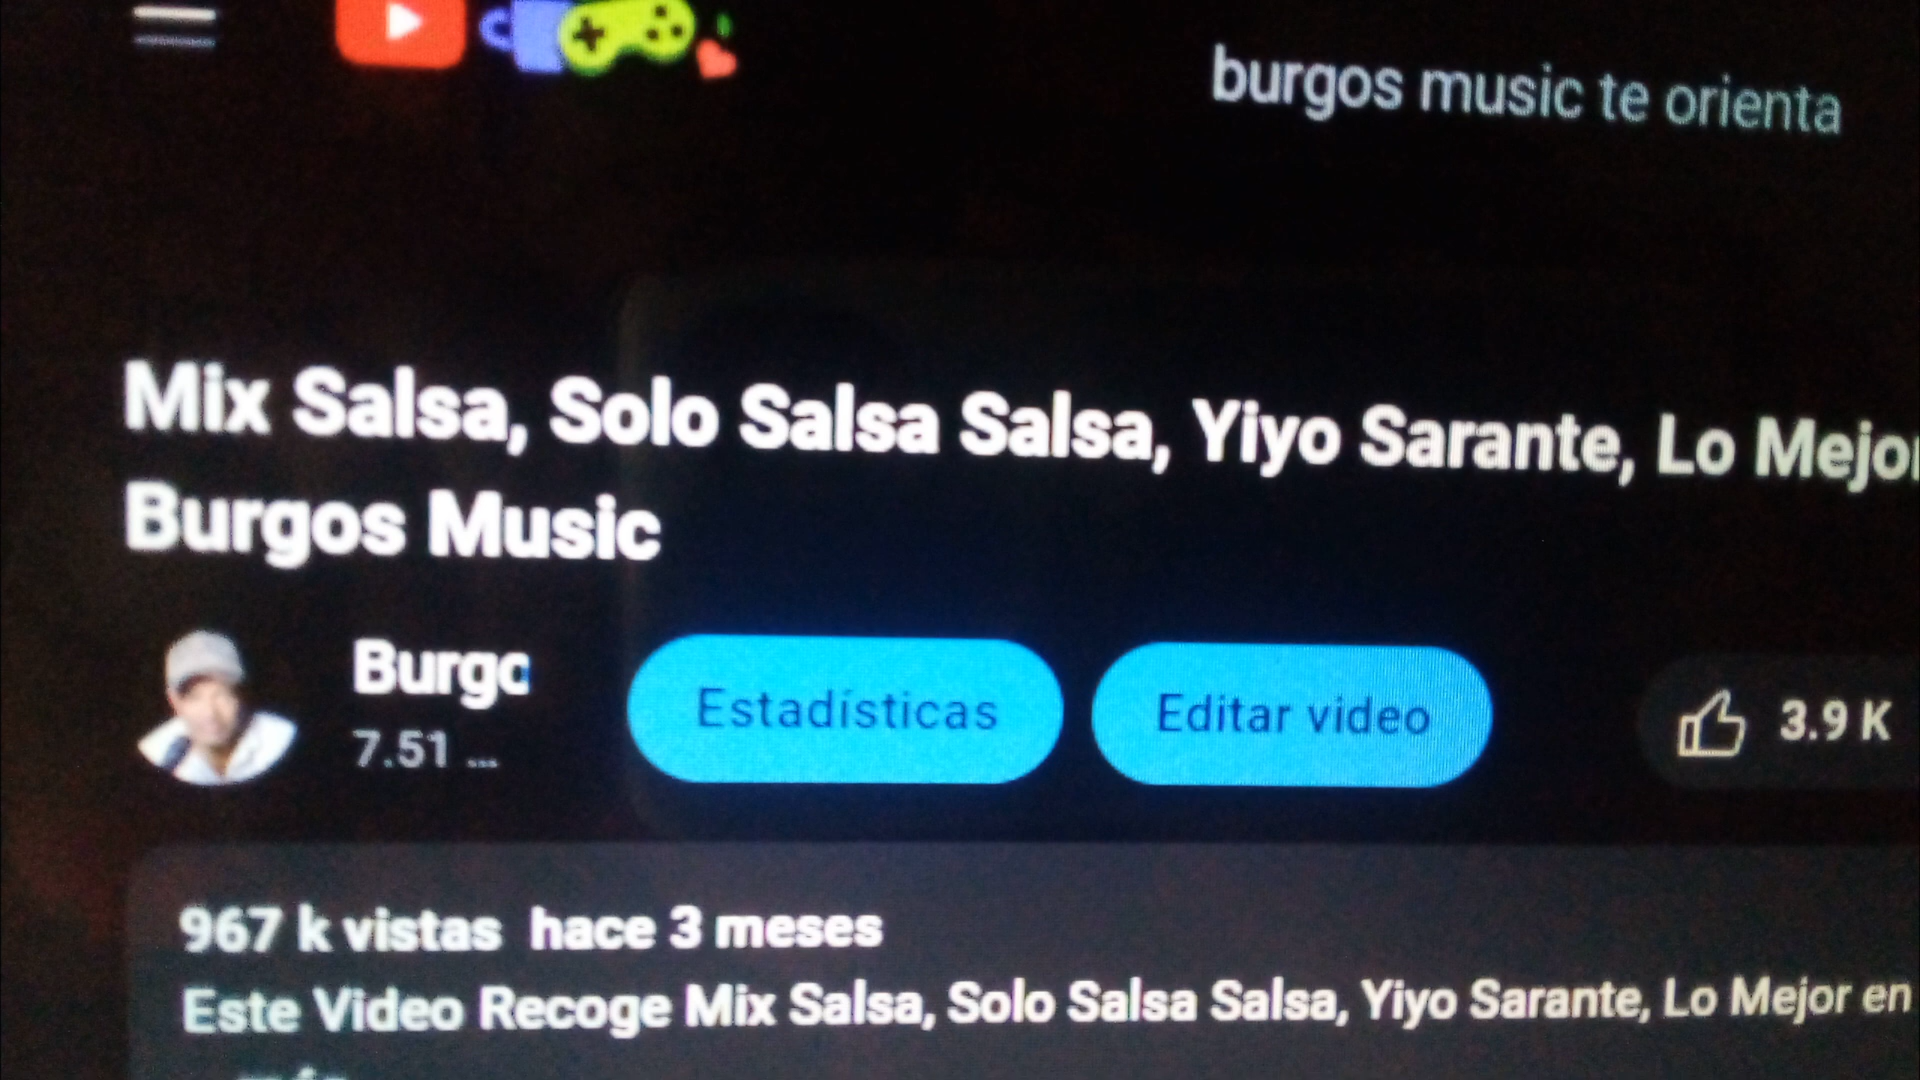 burgos music te orienta
Mix Salsa, Solo Salsa Salsa, Yiyo Sarante, Lo Mejor
Burgos Music
Burgo
7.51 ...
Estadísticas
Editar video
3.9 K
967 k vistas hace 3 meses
Este Video Recoge Mix Salsa, Solo Salsa Salsa, Yiyo Sarante, Lo Mejor en